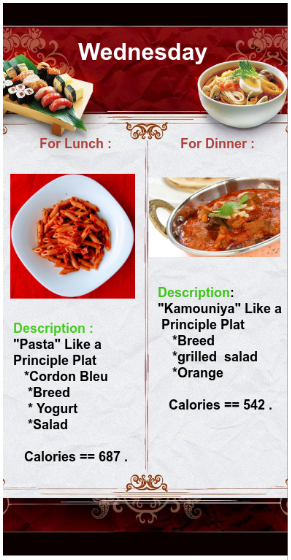 Wednesday
For Lunch :
For Dinner :
Description :
"Pasta" Like a
Principle Plat
*Cordon Bleu
*Breed
* Yogurt
*Salad
Calories == 687 .
Description:
"Kamouniya" Like a
Principle Plat
*Breed
*grilled salad
*Orange
Calories == 542 .